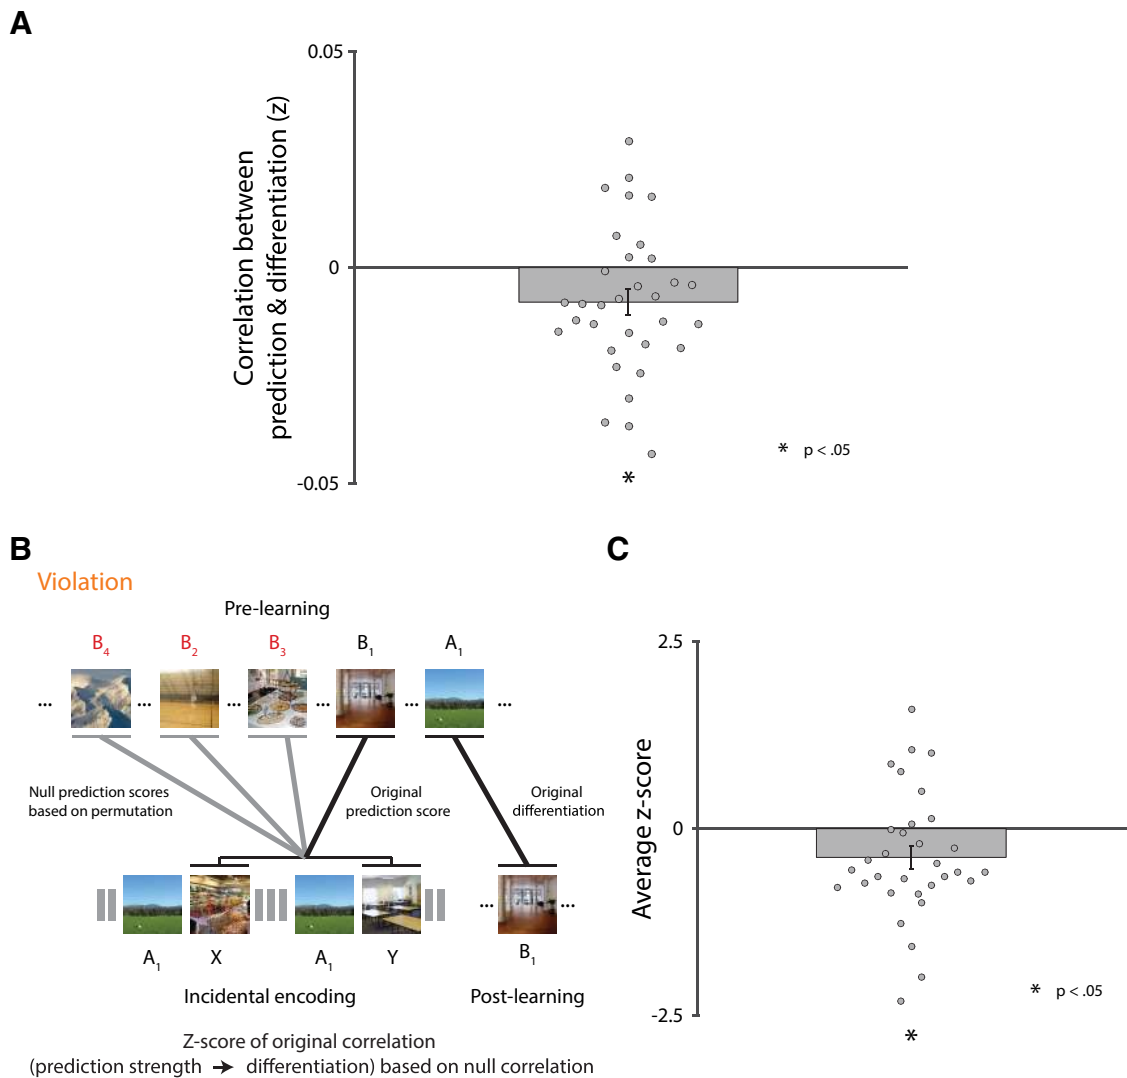 A
0.05
0
-0.05
Correlation between
prediction & differentiation (z)
* p < .05
*
B
Violation
Pre-learning
B4 B2 B3 B1 A1
... ... ... ... ... ...
Null prediction scores
based on permutation
Original
prediction score
Original
differentiation
... ...
A1 X A1 Y B1
Incidental encoding
Post-learning
Z-score of original correlation
(prediction strength → differentiation) based on null correlation
C
2.5
0
-2.5
Average z-score
* p < .05
*